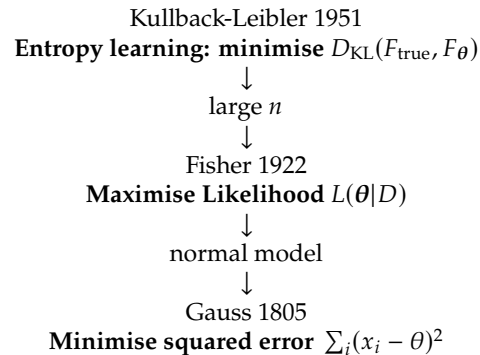 Kullback-Leibler 1951
Entropy learning: minimise D_KL(F_true, F_θ)
↓
large n
↓
Fisher 1922
Maximise Likelihood L(θ|D)
↓
normal model
↓
Gauss 1805
Minimise squared error ∑_i(x_i − θ)²